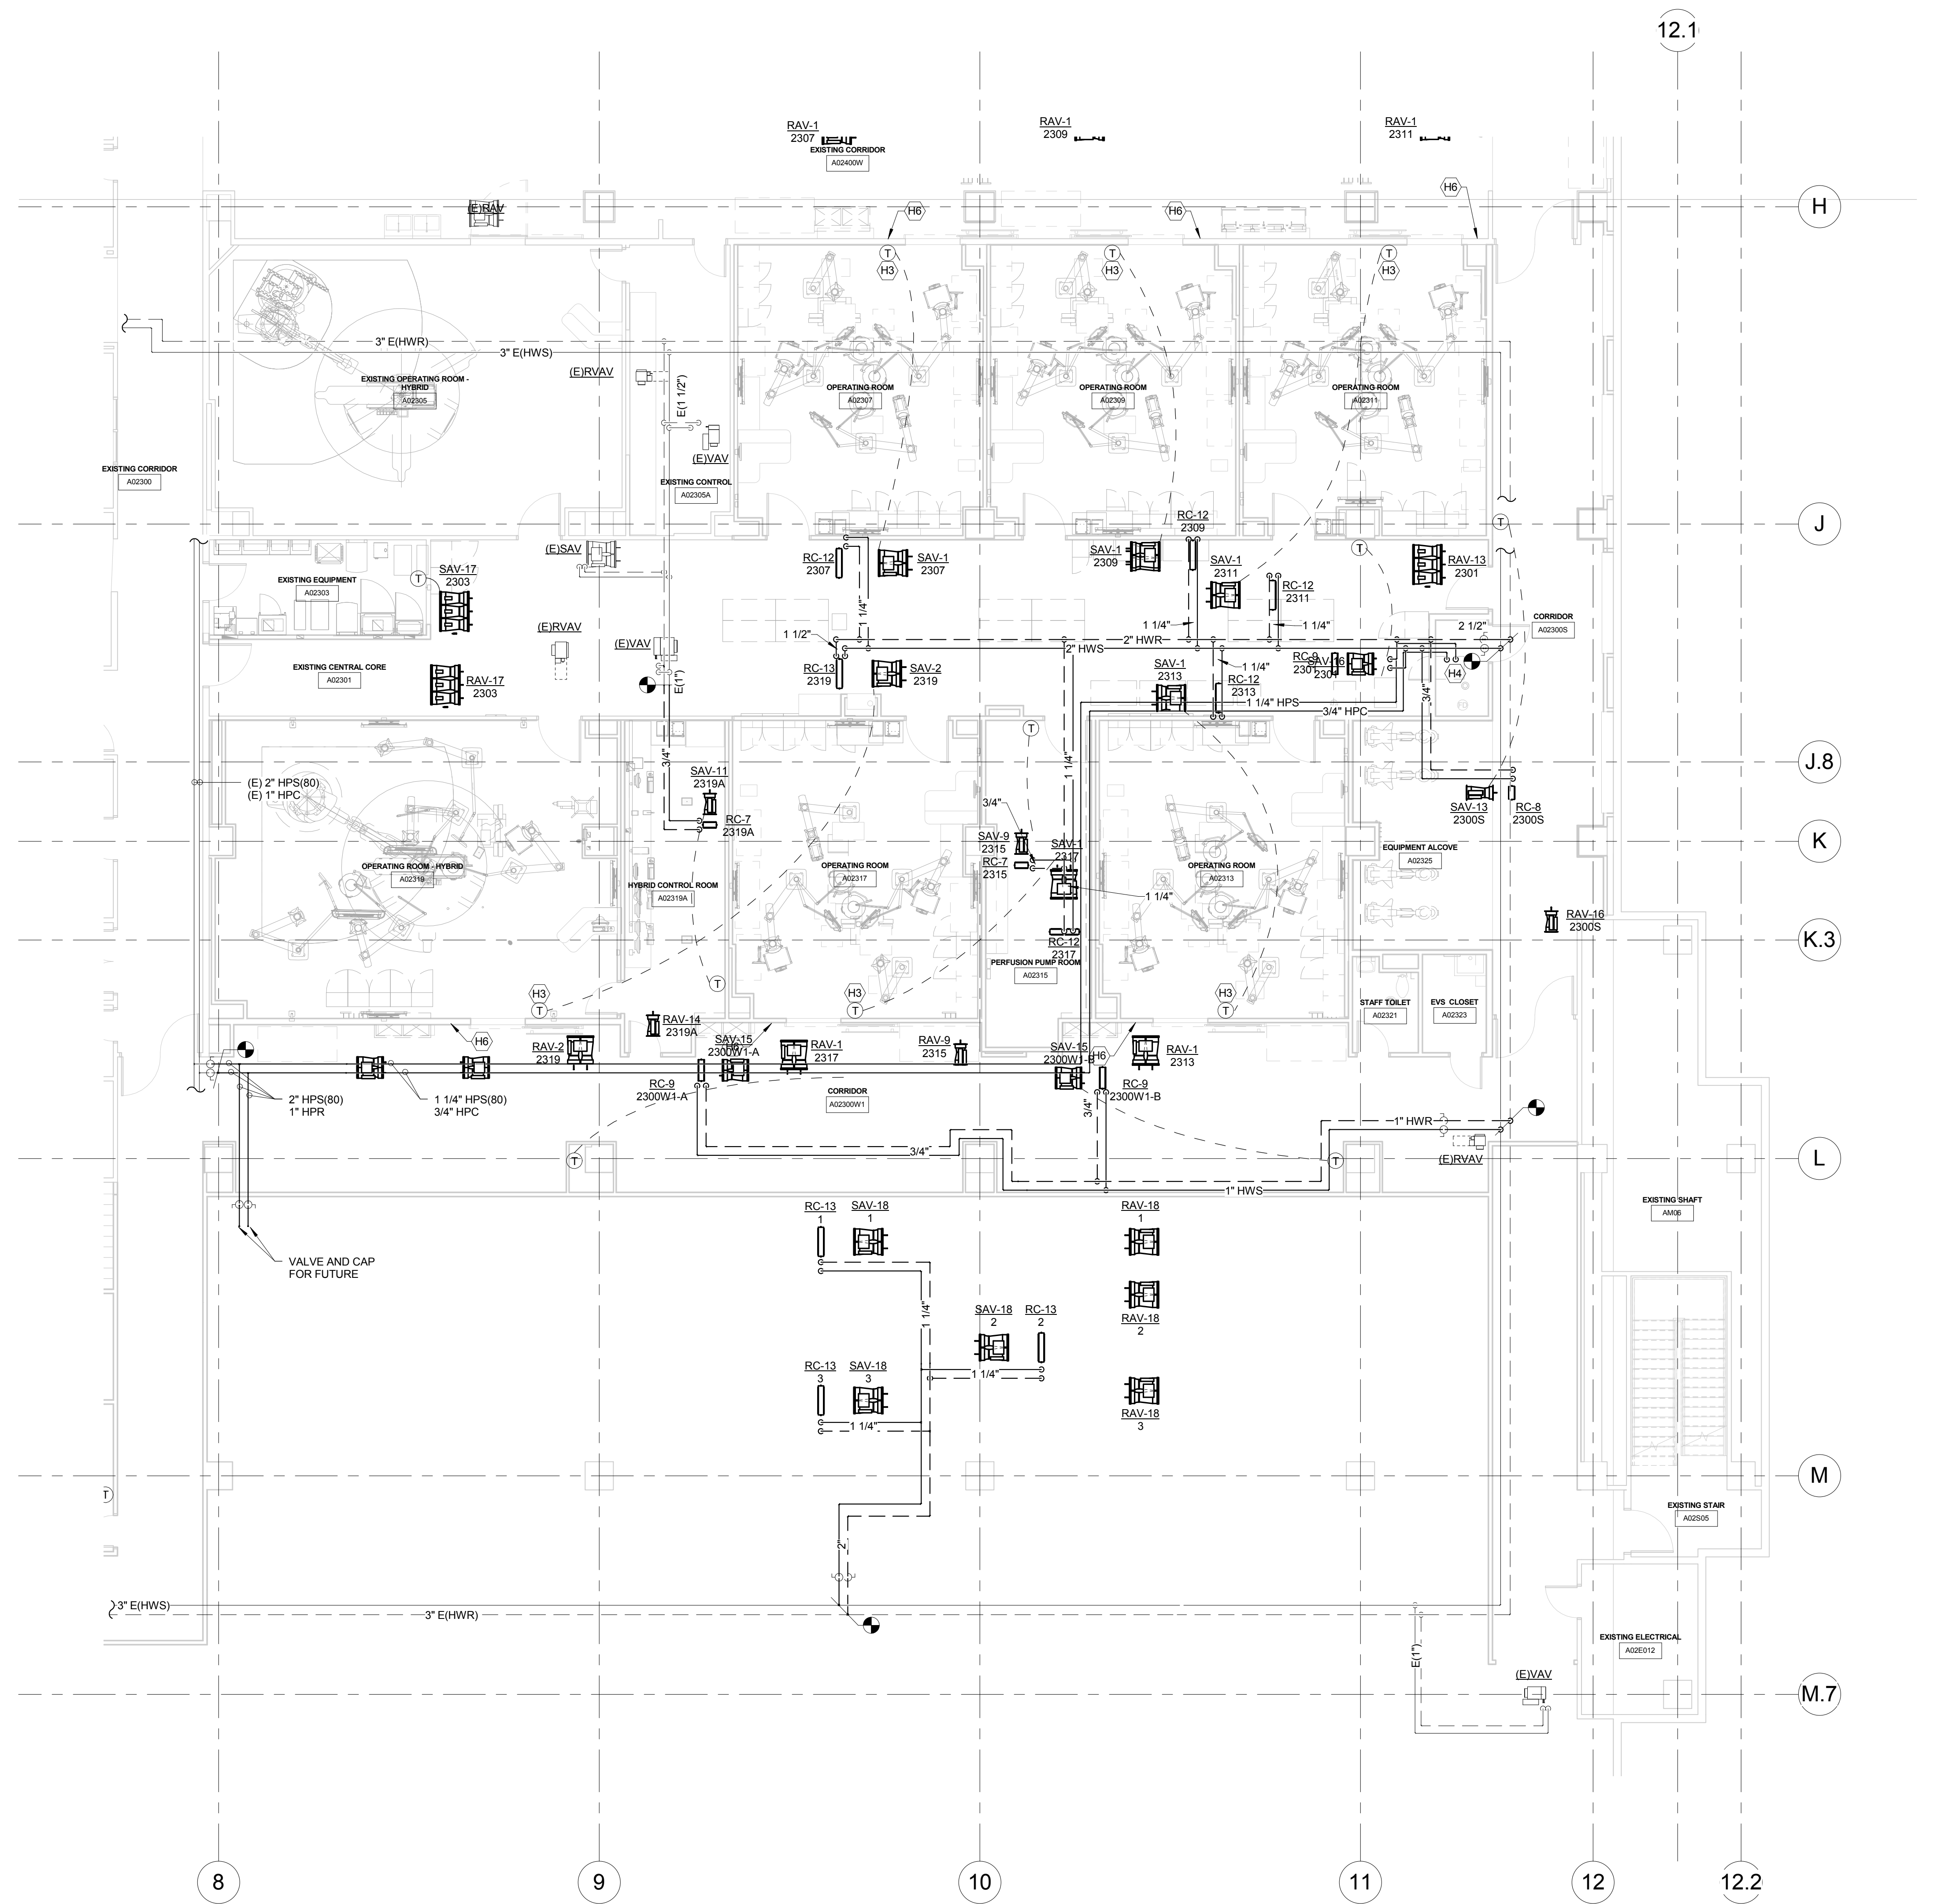 12.1
RAV-1
2307
RAV-1
2309
RAV-1
2311
EXISTING CORRIDOR
A02400W
H6
H6
H6
(E)RAV
H
T
H3
T
H3
T
H3
3" E(HWR)
3" E(HWS)
(E)RVAV
E(1 1/2")
EXISTING OPERATING ROOM -
HYBRID
A02305
OPERATING ROOM
A02307
OPERATING ROOM
A02309
OPERATING ROOM
A02311
(E)VAV
EXISTING CORRIDOR
A02300
EXISTING CONTROL
A02305A
RC-12
2309
T
J
(E)SAV
RC-12
2307
SAV-1
2307
SAV-1
2309
SAV-1
2311
T
RAV-13
2301
SAV-17
2303
T
EXISTING EQUIPMENT
A02303
RC-12
2311
1 1/4"
(E)RVAV
(E)VAV
1 1/2"
2" HWR
2" HWS
1 1/4"
1 1/4"
2 1/2"
CORRIDOR
A02300S
EXISTING CENTRAL CORE
A02301
RAV-17
2303
E(1")
RC-13
2319
SAV-2
2319
SAV-1
2313
1 1/4"
RC-12
2313
RC-9
2301
SAV-16
2301
H4
3/4"
1 1/4" HPS
3/4" HPC
T
3/4"
1 1/4"
J.8
(E) 2" HPS(80)
(E) 1" HPC
SAV-11
2319A
3/4"
SAV-13
2300S
RC-8
2300S
RC-7
2319A
SAV-9
2315
SAV-1
2317
K
RC-7
2315
EQUIPMENT ALCOVE
A02325
OPERATING ROOM - HYBRID
A02319
OPERATING ROOM
A02317
OPERATING ROOM
A02313
HYBRID CONTROL ROOM
A02319A
1 1/4"
RAV-16
2300S
RC-12
2317
K.3
PERFUSION PUMP ROOM
A02315
T
H3
T
H3
T
H3
T
STAFF TOILET
A02321
EVS CLOSET
A02323
RAV-14
2319A
H6
RAV-2
2319
SAV-15
2300W1-A
H6
RAV-1
2317
RAV-9
2315
SAV-15
2300W1-B
H6
RAV-1
2313
RC-9
2300W1-A
CORRIDOR
A02300W1
RC-9
2300W1-B
2" HPS(80)
1" HPR
1 1/4" HPS(80)
3/4" HPC
3/4"
1" HWR
3/4"
T
T
(E)RVAV
L
1" HWS
EXISTING SHAFT
AM06
RC-13
1
SAV-18
1
RAV-18
1
VALVE AND CAP
FOR FUTURE
1 1/4"
SAV-18
2
RC-13
2
RAV-18
2
RC-13
3
SAV-18
3
1 1/4"
RAV-18
3
1 1/4"
M
T
EXISTING STAIR
A02S05
2"
3" E(HWS)
3" E(HWR)
EXISTING ELECTRICAL
A02E012
E(1")
(E)VAV
M.7
8
9
10
11
12
12.2